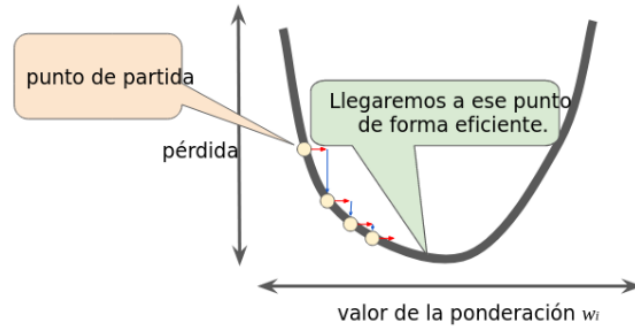 punto de partida
Llegaremos a ese punto
de forma eficiente.
pérdida
valor de la ponderación wi